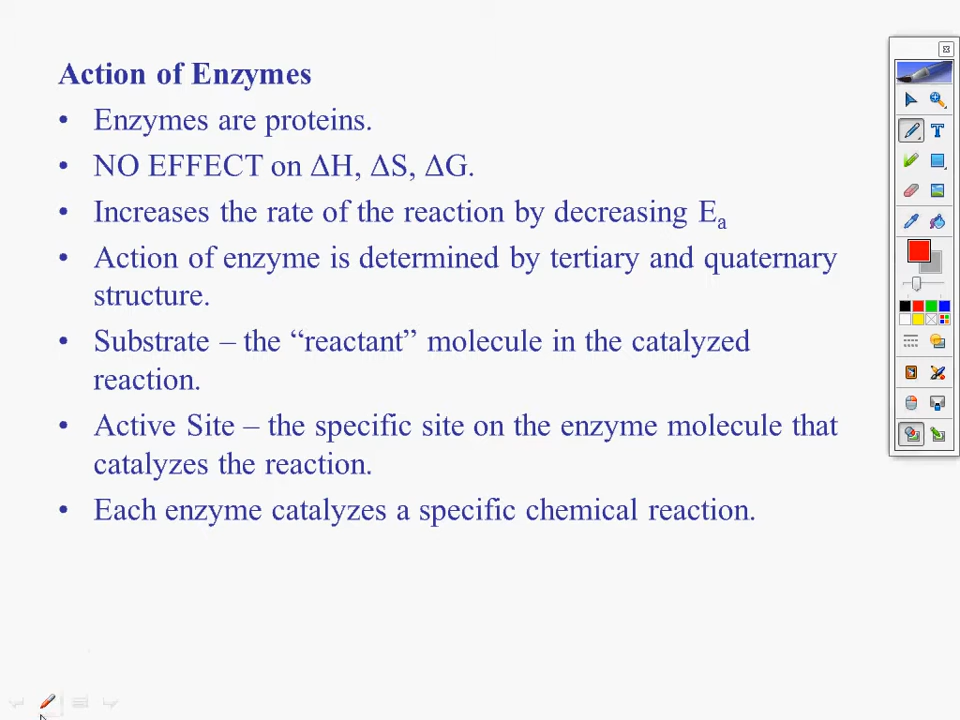 Action of Enzymes
• Enzymes are proteins.
• NO EFFECT on ΔH, ΔS, ΔG.
• Increases the rate of the reaction by decreasing Eₐ
• Action of enzyme is determined by tertiary and quaternary
structure.
• Substrate – the “reactant” molecule in the catalyzed
reaction.
• Active Site – the specific site on the enzyme molecule that
catalyzes the reaction.
• Each enzyme catalyzes a specific chemical reaction.